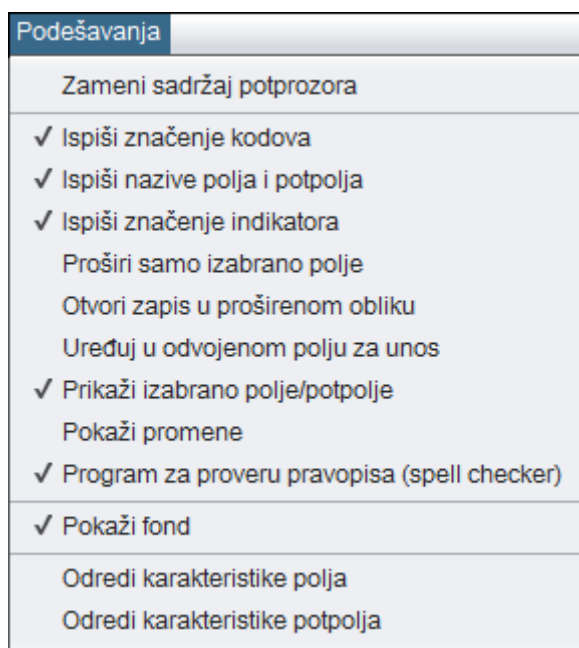 Podešavanja
Zameni sadržaj potprozora
✓ Ispiši značenje kodova
✓ Ispiši nazive polja i potpolja
✓ Ispiši značenje indikatora
Proširi samo izabrano polje
Otvori zapis u proširenom obliku
Uređuj u odvojenom polju za unos
✓ Prikaži izabrano polje/potpolje
Pokaži promene
✓ Program za proveru pravopisa (spell checker)
✓ Pokaži fond
Odredi karakteristike polja
Odredi karakteristike potpolja